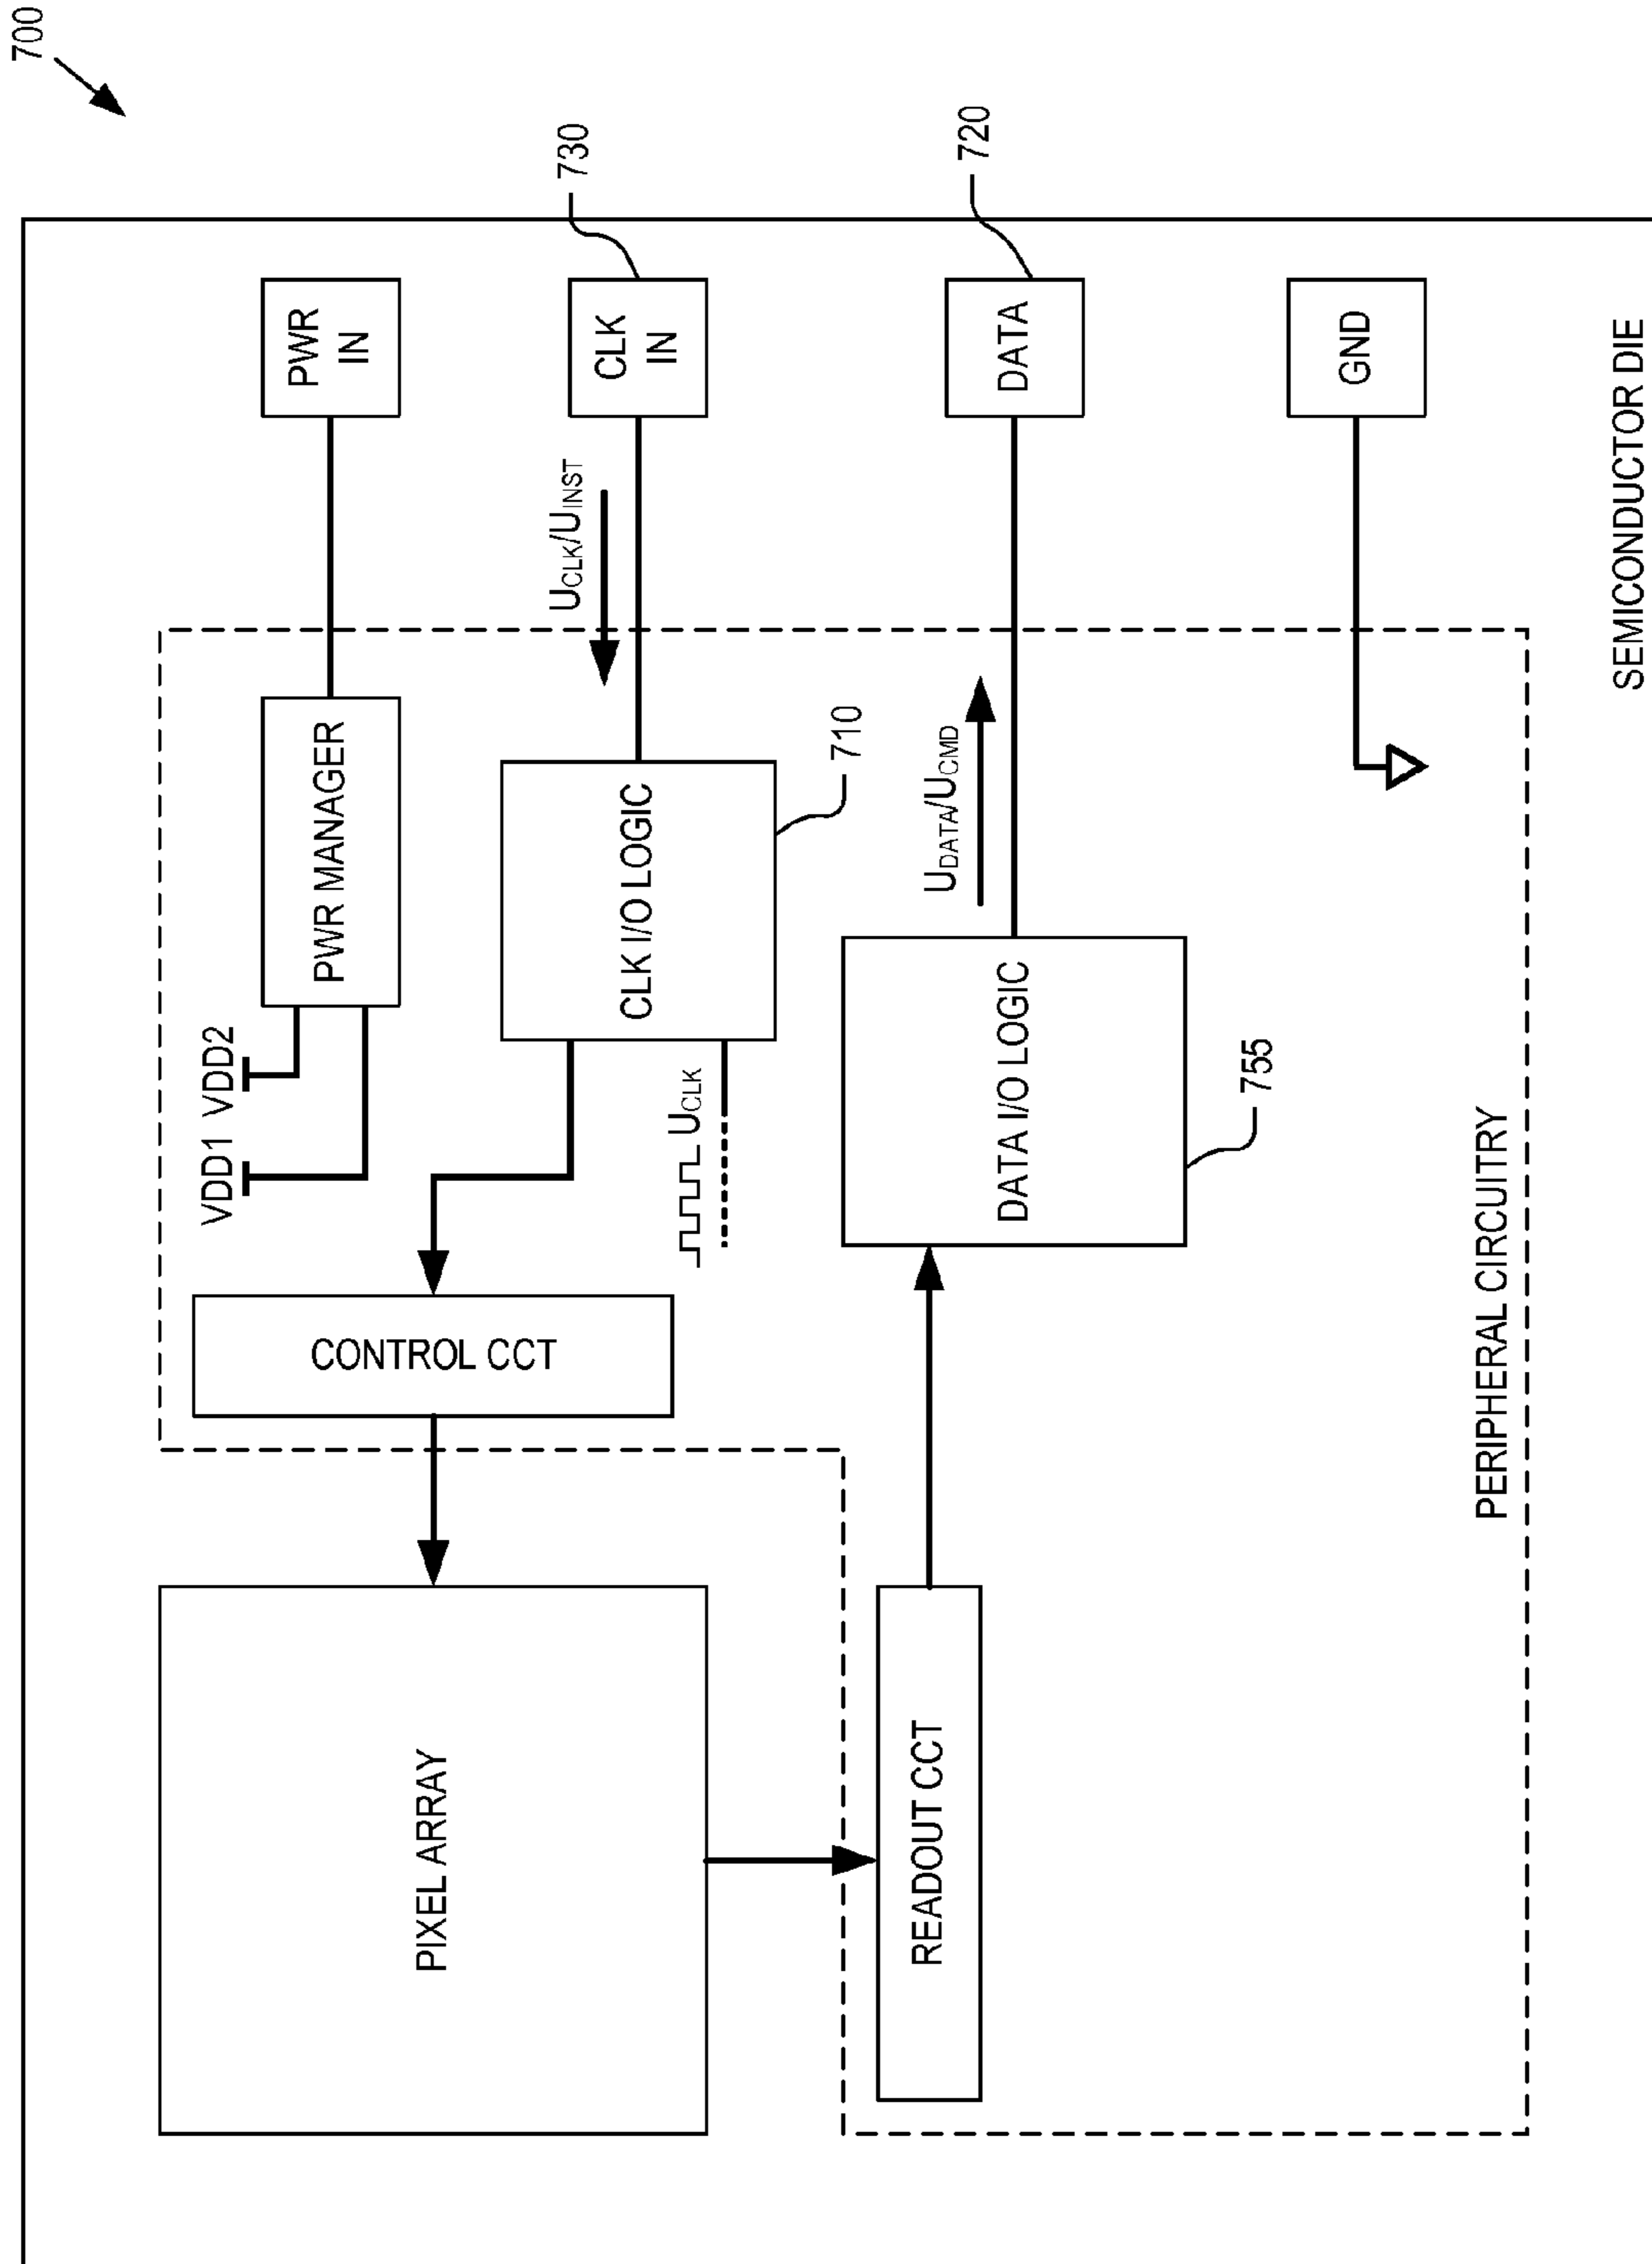 700
PWR
IN
730
CLK
IN
720
DATA
GND
SEMICONDUCTOR DIE
PWR MANAGER
VDD1 VDD2
UCLK/UINST
CLK I/O LOGIC
710
UCLK
UDATA/UCMD
DATA I/O LOGIC
755
CONTROL CCT
PIXEL ARRAY
READOUT CCT
PERIPHERAL CIRCUITRY